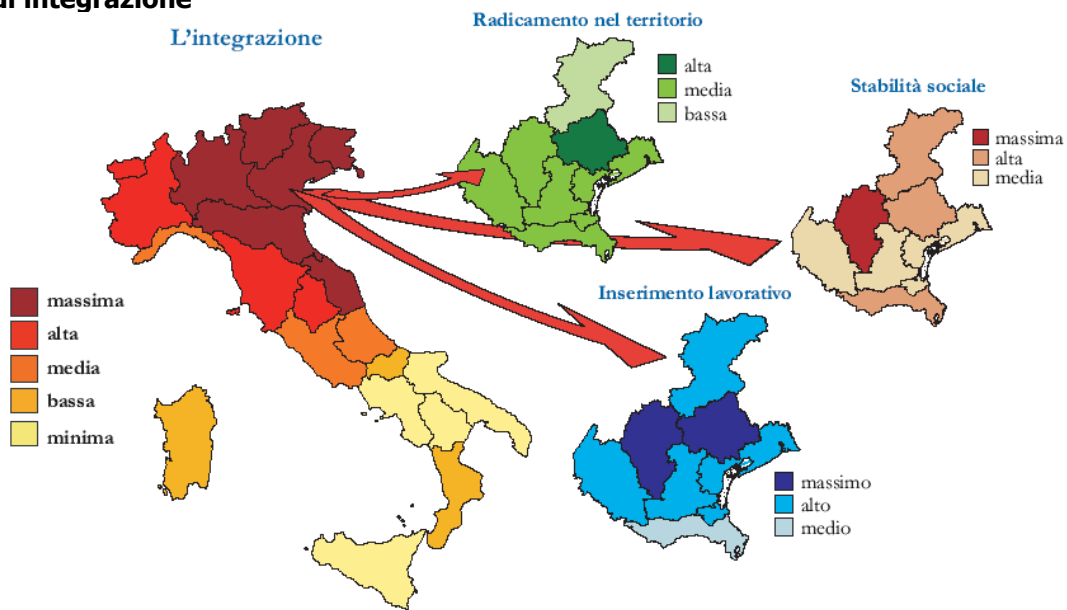 di integrazione
L'integrazione
massima
alta
media
bassa
minima
Radicamento nel territorio
alta
media
bassa
Stabilità sociale
massima
alta
media
Inserimento lavorativo
massimo
alto
medio